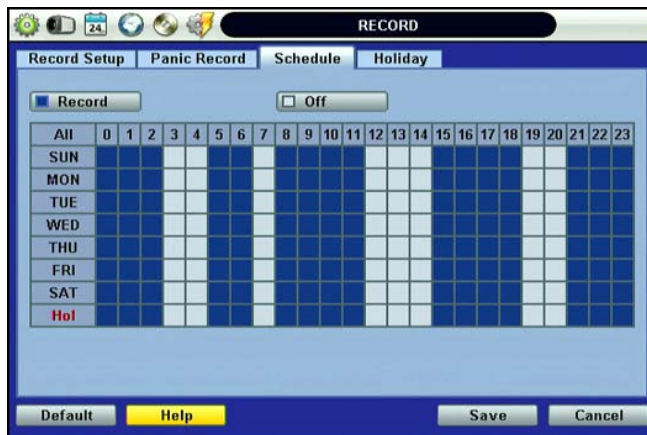 24 RECORD
Record Setup Panic Record Schedule Holiday
Record Off
All 0 1 2 3 4 5 6 7 8 9 10 11 12 13 14 15 16 17 18 19 20 21 22 23
SUN
MON
TUE
WED
THU
FRI
SAT
Hol
Default Help Save Cancel